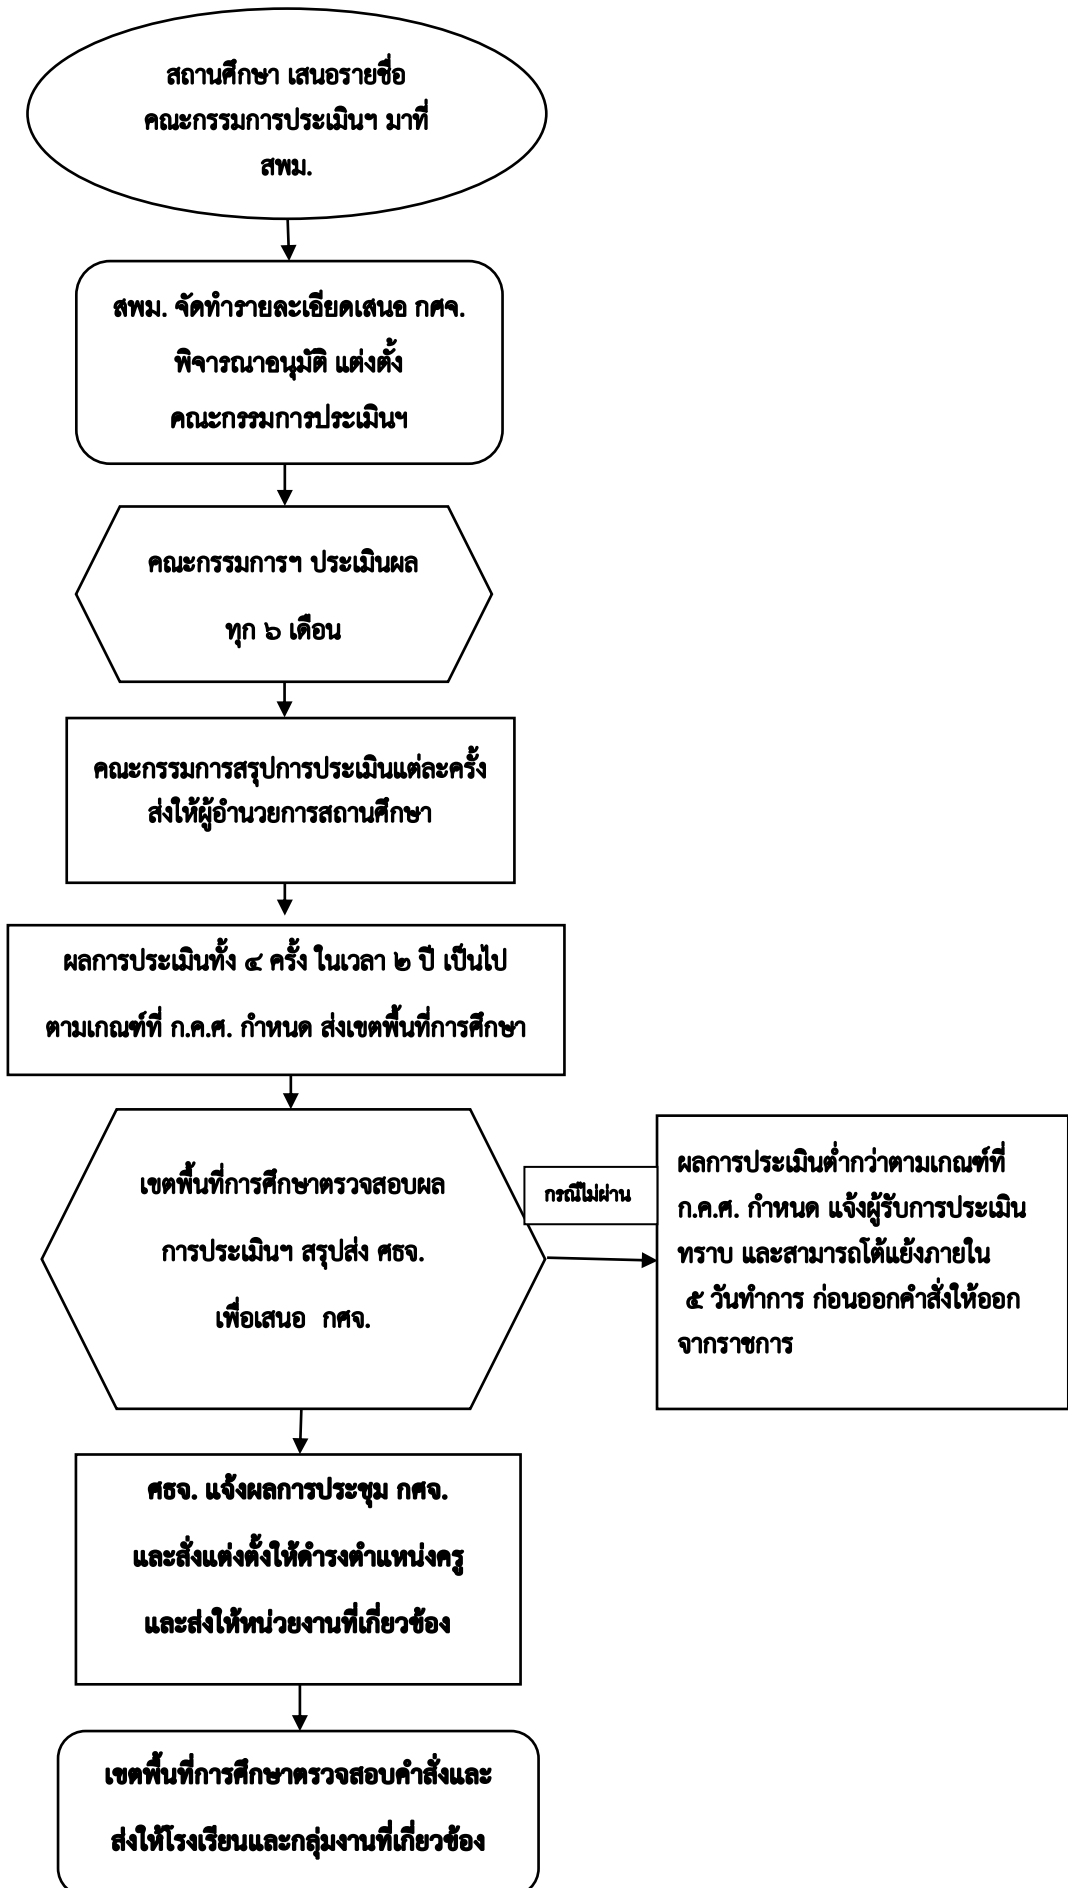 สถานศึกษา เสนอรายชื่อ
คณะกรรมการประเมินฯ มาที่
สพม.
สพม. จัดทำรายละเอียดเสนอ กศจ.
พิจารณาอนุมัติ แต่งตั้ง
คณะกรรมการประเมินฯ
คณะกรรมการฯ ประเมินผล
ทุก ๖ เดือน
คณะกรรมการสรุปการประเมินแต่ละครั้ง
ส่งให้ผู้อำนวยการสถานศึกษา
ผลการประเมินทั้ง ๔ ครั้ง ในเวลา ๒ ปี เป็นไป
ตามเกณฑ์ที่ ก.ค.ศ. กำหนด ส่งเขตพื้นที่การศึกษา
เขตพื้นที่การศึกษาตรวจสอบผล
การประเมินฯ สรุปส่ง ศธจ.
เพื่อเสนอ กศจ.
กรณีไม่ผ่าน
ผลการประเมินต่ำกว่าตามเกณฑ์ที่
ก.ค.ศ. กำหนด แจ้งผู้รับการประเมิน
ทราบ และสามารถโต้แย้งภายใน
๕ วันทำการ ก่อนออกคำสั่งให้ออก
จากราชการ
ศธจ. แจ้งผลการประชุม กศจ.
และสั่งแต่งตั้งให้ดำรงตำแหน่งครู
และส่งให้หน่วยงานที่เกี่ยวข้อง
เขตพื้นที่การศึกษาตรวจสอบคำสั่งและ
ส่งให้โรงเรียนและกลุ่มงานที่เกี่ยวข้อง